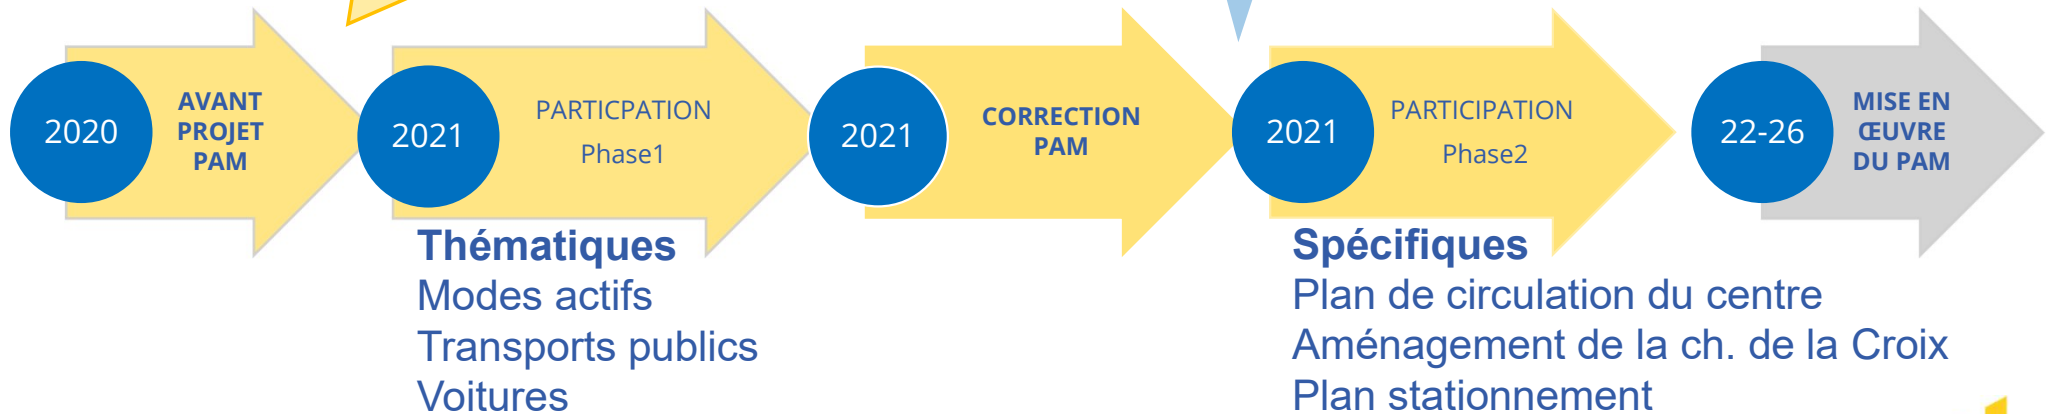 2020
AVANT
PROJET
PAM
2021
PARTICPATION
Phase1
2021
CORRECTION
PAM
2021
PARTICIPATION
Phase2
22-26
MISE EN
ŒUVRE
DU PAM
Thématiques
Modes actifs
Transports publics
Voitures
Spécifiques
Plan de circulation du centre
Aménagement de la ch. de la Croix
Plan stationnement